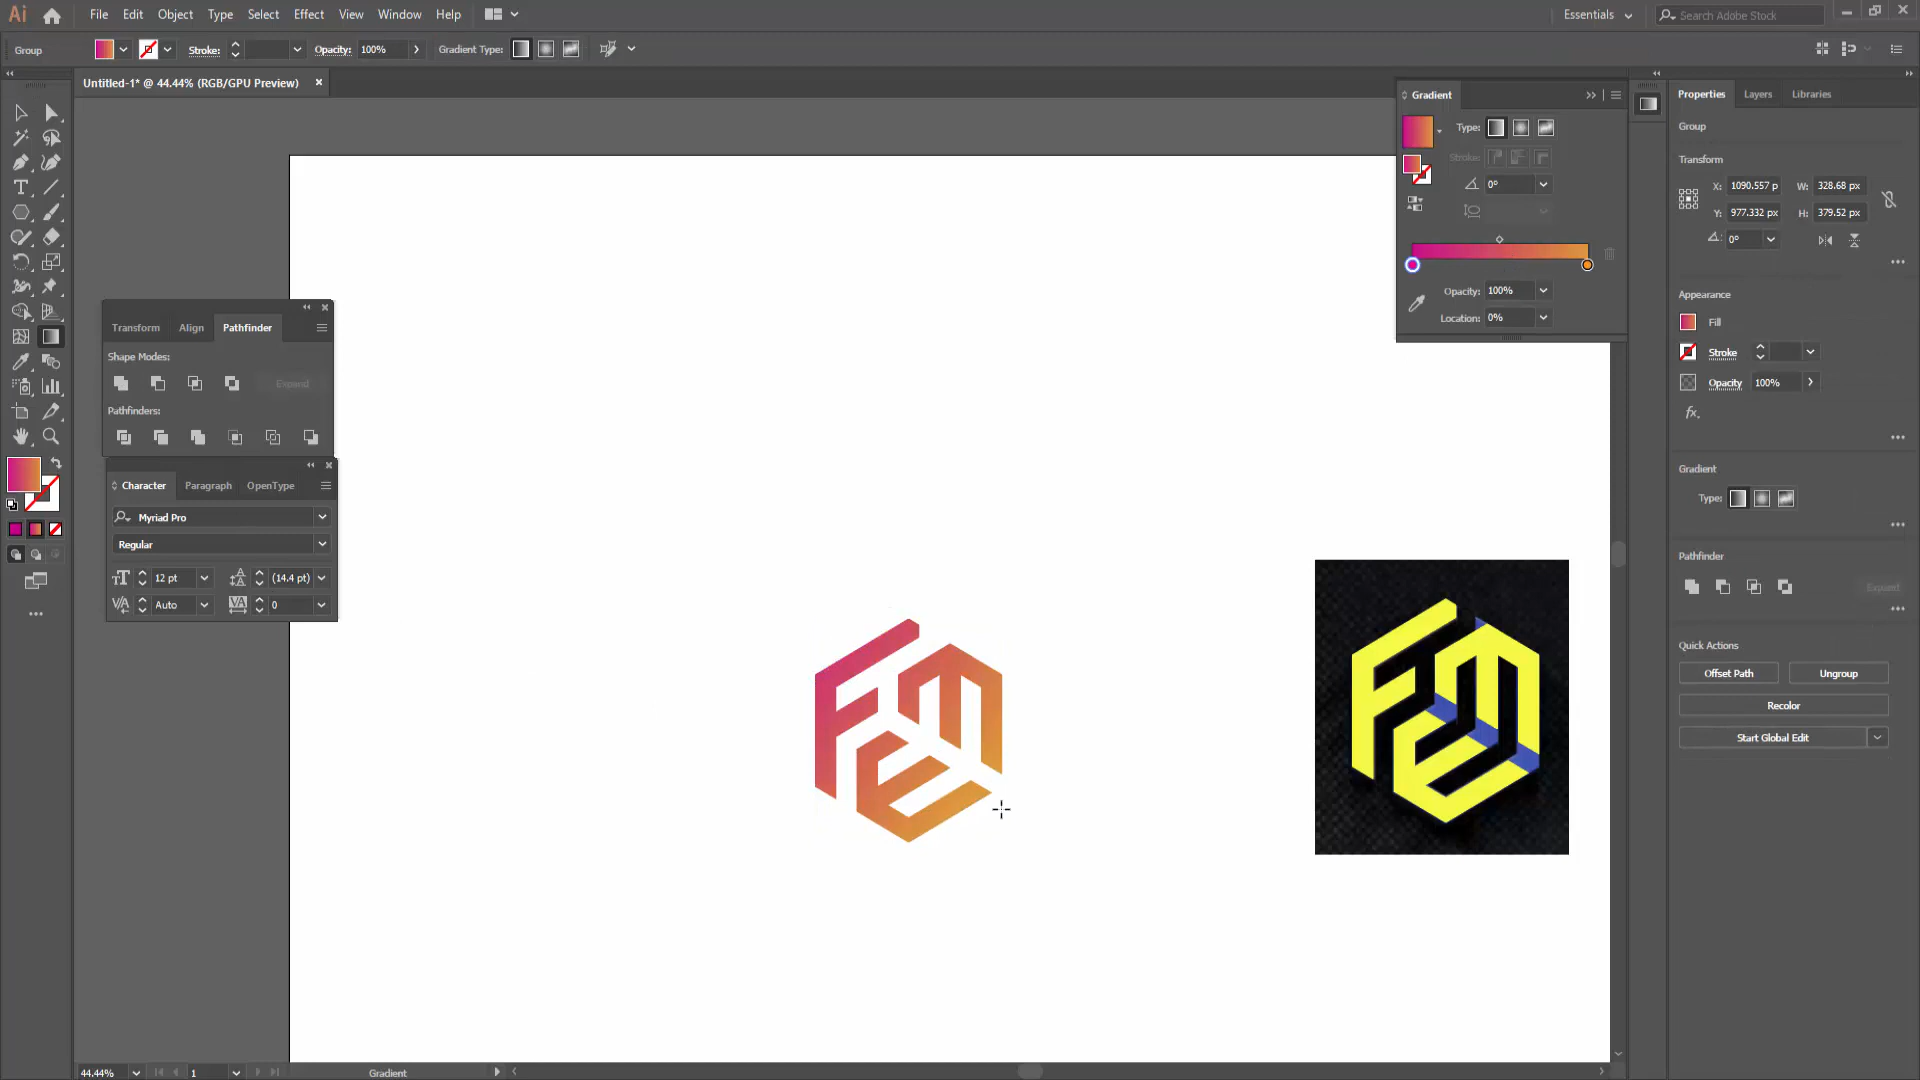 Ai File Edit Object Type Select Effect View Window Help Essentials Search Adobe Stock
Group Stroke: Opacity: 100% Gradient Type:
Untitled-1* @ 44.44% (RGB/GPU Preview)
Gradient
Type:
Stroke:
0°
Opacity: 100%
Location: 0%
Transform Align Pathfinder
Shape Modes:
Expand
Pathfinders:
Character Paragraph OpenType
Myriad Pro
Regular
12 pt (14.4 pt)
Auto 0
Properties Layers Libraries
Group
Transform
X: 1090.557 p W: 328.68 px
Y: 977.332 px H: 379.52 px
0°
Appearance
Fill
Stroke
Opacity 100%
fx.
Gradient
Type:
Pathfinder
Expand
Quick Actions
Offset Path Ungroup
Recolor
Start Global Edit
FME
FME
44.44% 1 Gradient